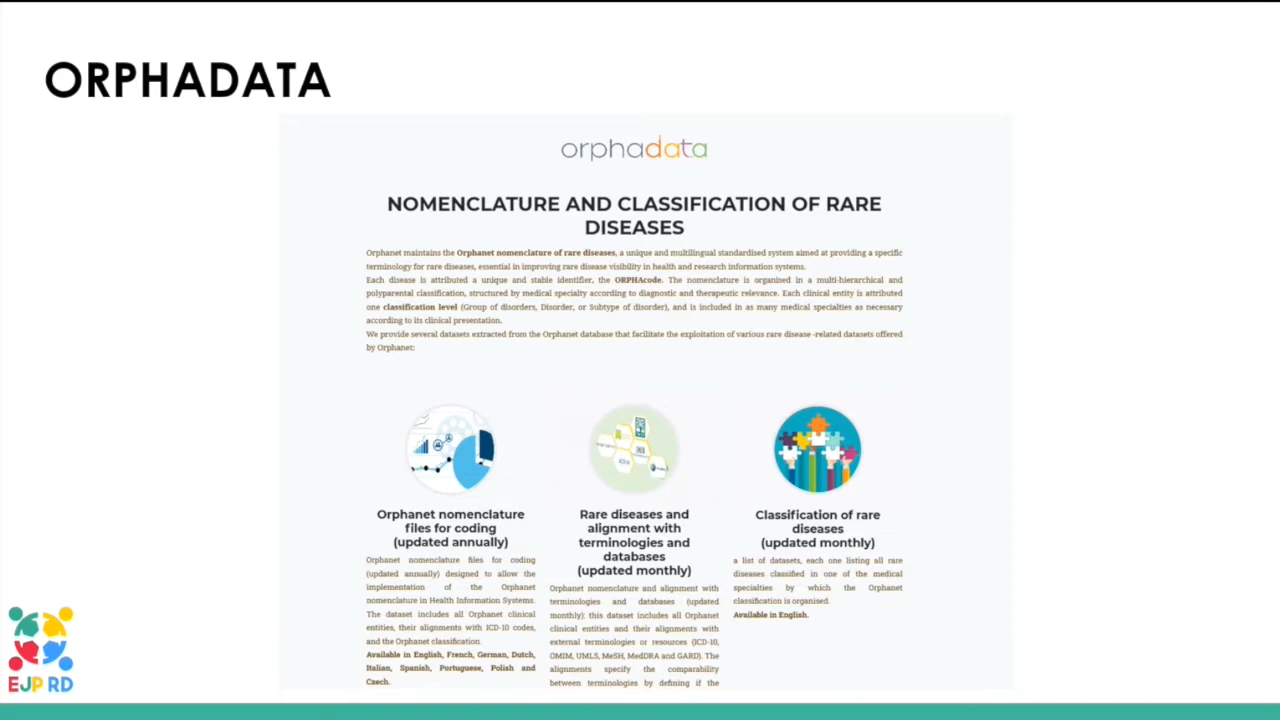 ORPHADATA
orphadata
NOMENCLATURE AND CLASSIFICATION OF RARE
DISEASES
Orphanet maintains the Orphanet nomenclature of rare diseases, a unique and multilingual standardised system aimed at providing a specific
terminology for rare diseases, essential in improving rare disease visibility in health and research information systems.
Each disease is attributed a unique and stable identifier, the ORPHAcode. The nomenclature is organised in a multi-hierarchical and
polyparental classification, structured by medical specialty according to diagnostic and therapeutic relevance. Each clinical entity is attributed
one classification level (Group of disorders, Disorder, or Subtype of disorder), and is included in as many medical specialties as necessary
according to its clinical presentation.
We provide several datasets extracted from the Orphanet database that facilitate the exploitation of various rare disease -related datasets offered
by Orphanet:
Orphanet nomenclature
files for coding
(updated annually)
Orphanet nomenclature files for coding
(updated annually) designed to allow the
implementation of the Orphanet
nomenclature in Health Information Systems.
The dataset includes all Orphanet clinical
entities, their alignments with ICD-10 codes,
and the Orphanet classification.
Available in English, French, German, Dutch,
Italian, Spanish, Portuguese, Polish and
Czech.
Rare diseases and
alignment with
terminologies and
databases
(updated monthly)
Orphanet nomenclature and alignment with
terminologies and databases (updated
monthly): this dataset includes all Orphanet
clinical entities and their alignments with
external terminologies or resources (ICD-10,
OMIM, UMLS, MeSH, MedDRA and GARD). The
alignments specify the comparability
between terminologies by defining if the
Classification of rare
diseases
(updated monthly)
a list of datasets, each one listing all rare
diseases classified in one of the medical
specialties by which the Orphanet
classification is organised.
Available in English.
EJP RD